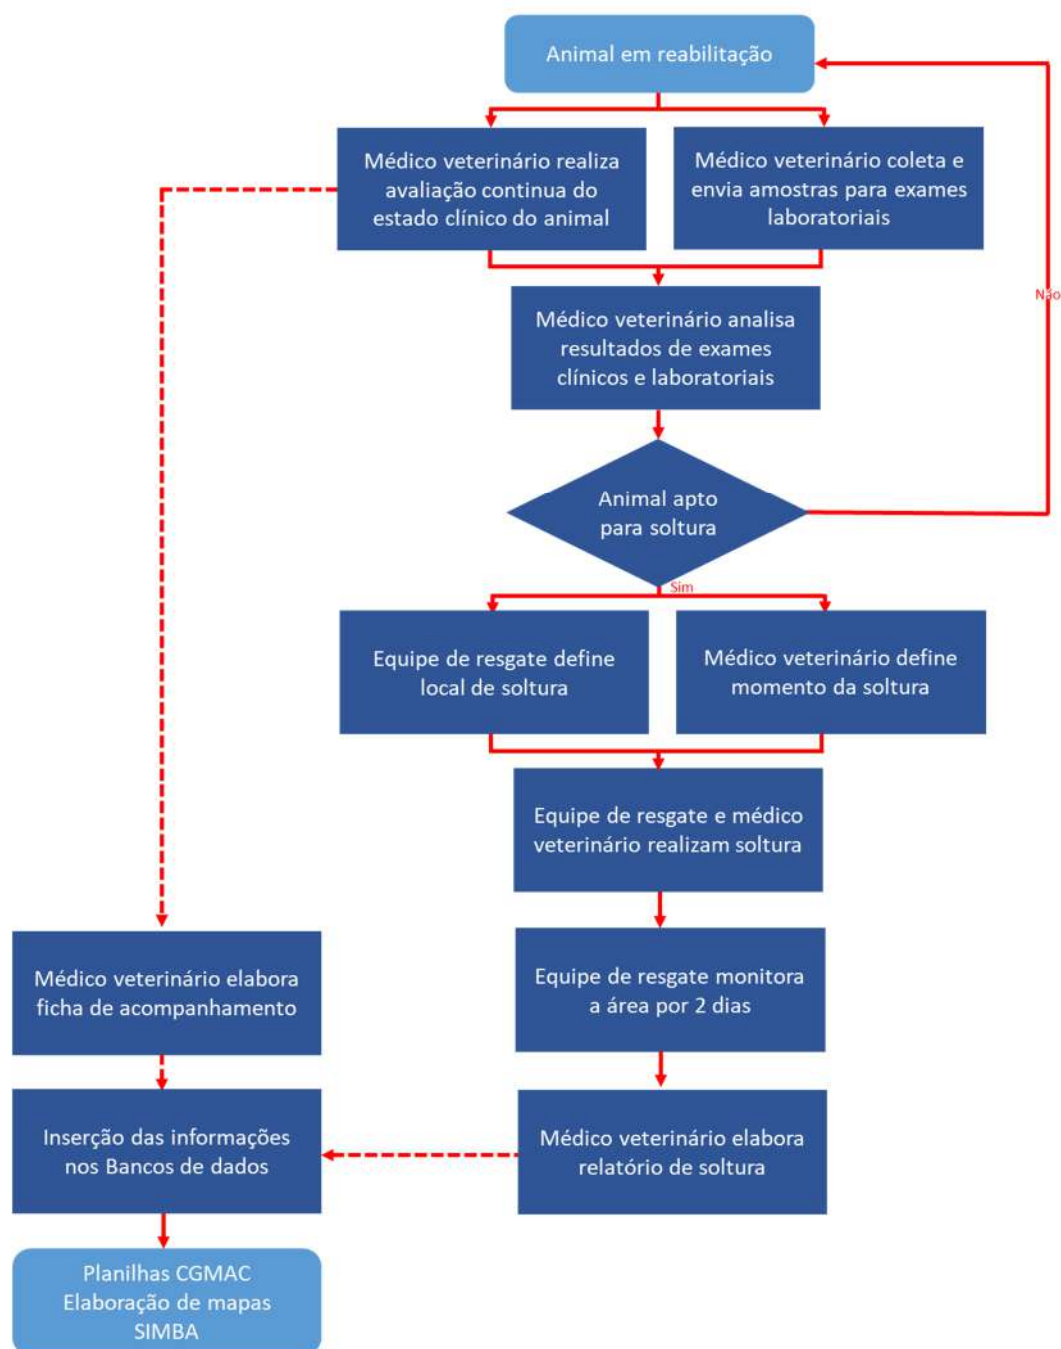 Animal em reabilitação
Médico veterinário realiza
avaliação continua do
estado clínico do animal
Médico veterinário coleta e
envia amostras para exames
laboratoriais
Não
Médico veterinário analisa
resultados de exames
clínicos e laboratoriais
Animal apto
para soltura
Sim
Equipe de resgate define
local de soltura
Médico veterinário define
momento da soltura
Equipe de resgate e médico
veterinário realizam soltura
Médico veterinário elabora
ficha de acompanhamento
Equipe de resgate monitora
a área por 2 dias
Inserção das informações
nos Bancos de dados
Médico veterinário elabora
relatório de soltura
Planilhas CGMAC
Elaboração de mapas
SIMBA